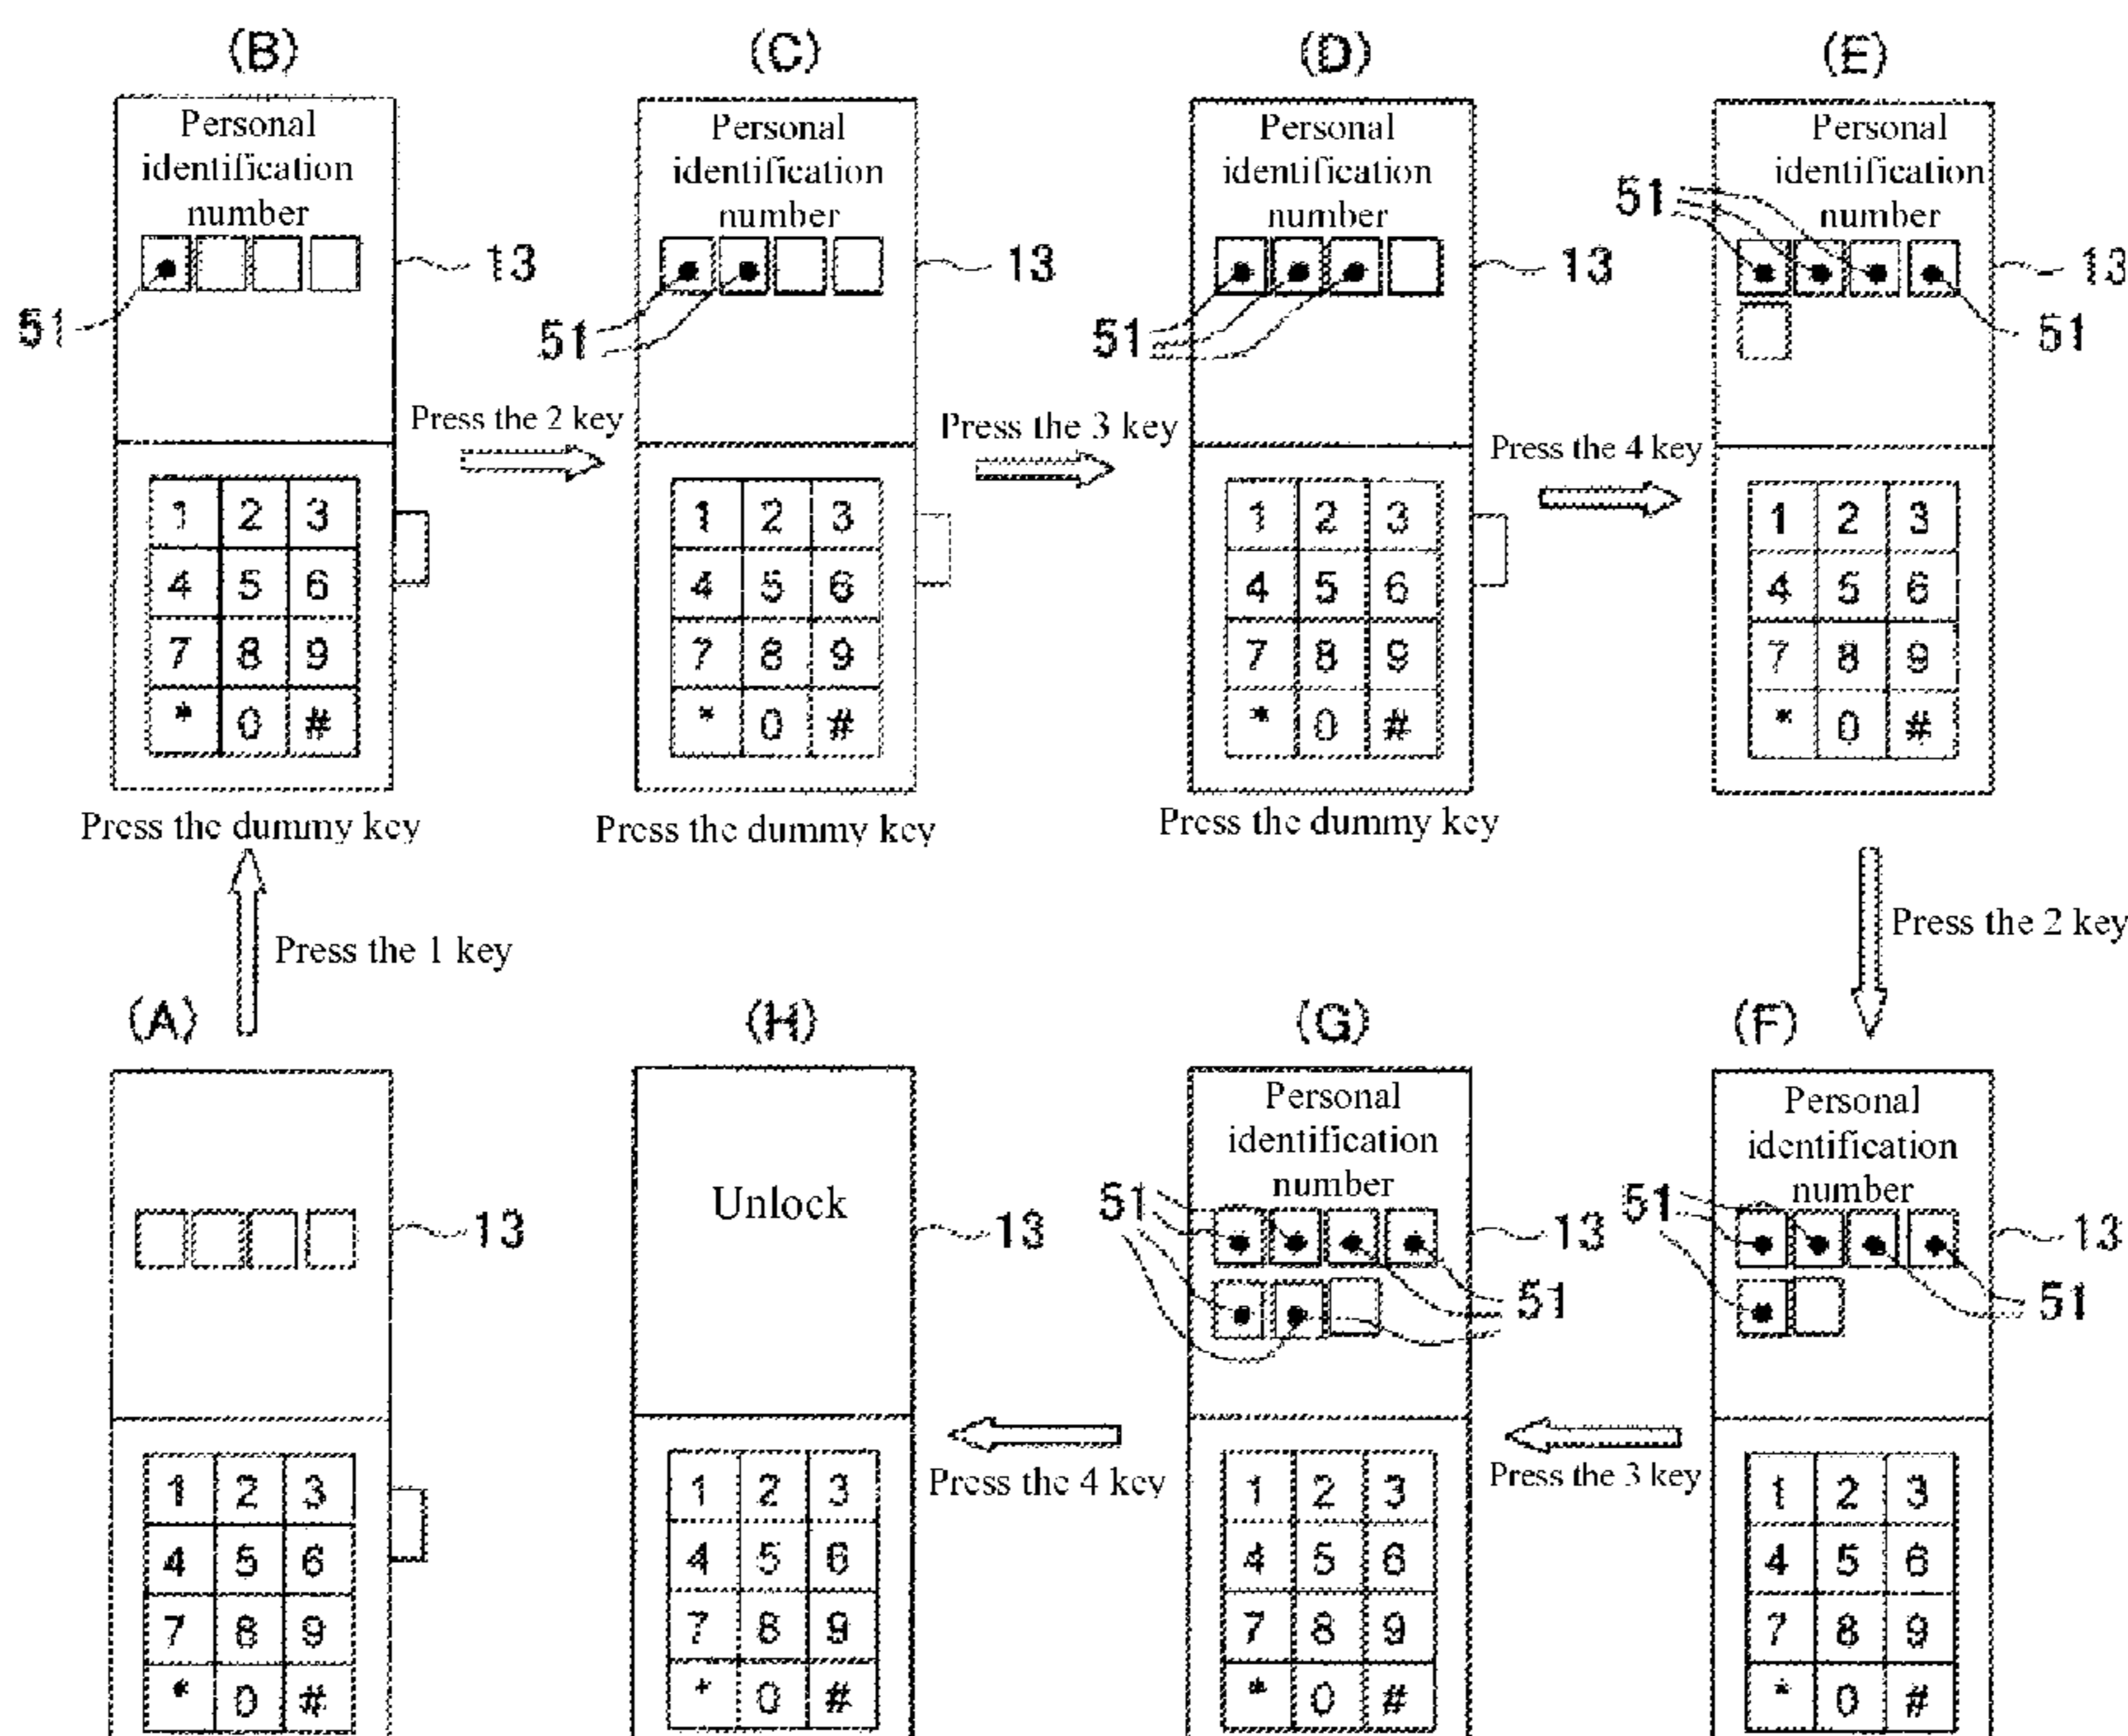 (B) (C) (D) (E)
Personal Personal Personal Personal
identification identification identification identification
number number number number
51 13 51 13 51 13 51 13
51
Press the 2 key Press the 3 key Press the 4 key
1 2 3 1 2 3 1 2 3 1 2 3
4 5 6 4 5 6 4 5 6 4 5 6
7 8 9 7 8 9 7 8 9 7 8 9
* 0 # * 0 # * 0 # * 0 #
Press the dummy key Press the dummy key Press the dummy key
Press the 1 key Press the 2 key
(A) (H) (G) (F)
Personal Personal
identification identification
number number
13 Unlock 13 51 13 51 13
51 51
Press the 4 key Press the 3 key
1 2 3 1 2 3 1 2 3 1 2 3
4 5 6 4 5 6 4 5 6 4 5 6
7 8 9 7 8 9 7 8 9 7 8 9
* 0 # * 0 # * 0 # * 0 #